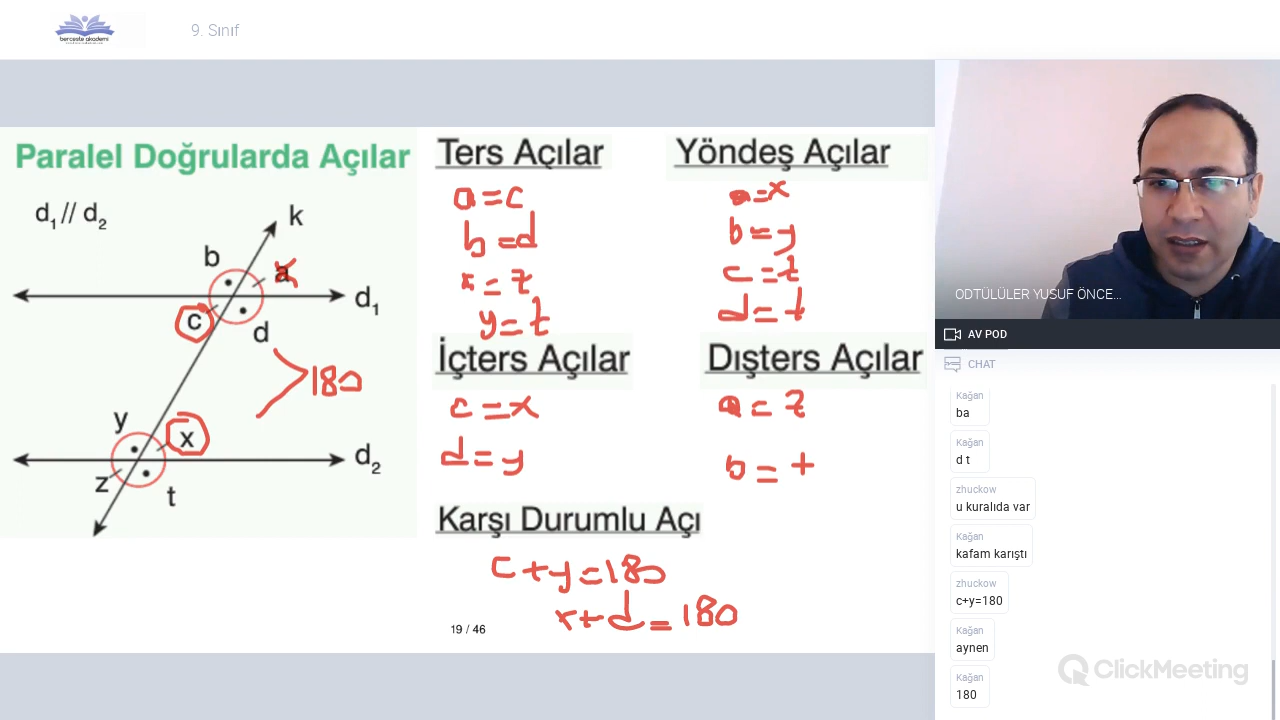 berceste akademi
9. Sınıf
Paralel Doğrularda Açılar
d1 // d2
k
b
a
x
d1
c
d
180
y
x
d2
z
t
Ters Açılar
a = c
b = d
x = z
y = t
Yöndeş Açılar
a = x
b = y
c = z
d = t
İçters Açılar
c = x
d = y
Dışters Açılar
a = z
b = t
Karşı Durumlu Açı
c + y = 180
x + d = 180
19 / 46
ODTÜLÜLER YUSUF ÖNCE...
AV POD
CHAT
Kağan
ba
Kağan
d t
zhuckow
u kuralıda var
Kağan
kafam karıştı
zhuckow
c+y=180
Kağan
aynen
Kağan
180
ClickMeeting